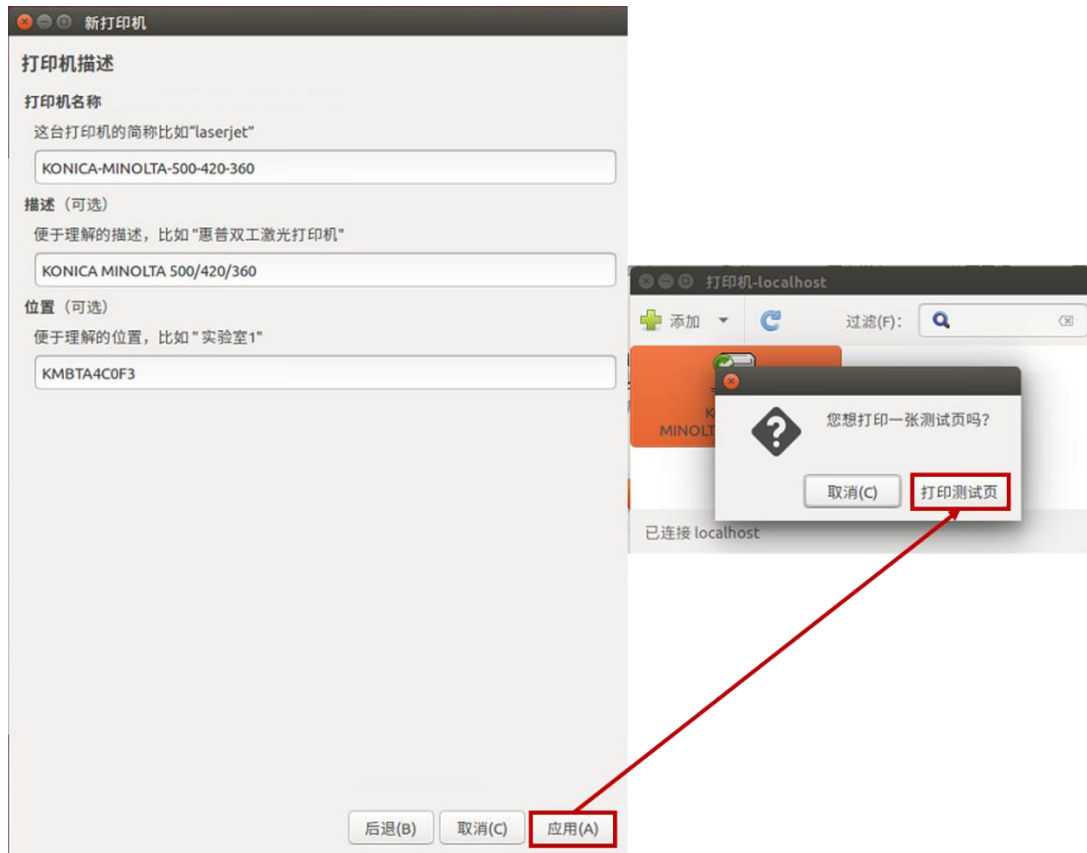 新打印机
打印机描述
打印机名称
这台打印机的简称比如"laserjet"
KONICA-MINOLTA-500-420-360
描述（可选）
便于理解的描述，比如 "惠普双工激光打印机"
KONICA MINOLTA 500/420/360
位置（可选）
便于理解的位置，比如 " 实验室1"
KMBTA4C0F3
后退(B)
取消(C)
应用(A)
打印机-localhost
添加
过滤(F):
您想打印一张测试页吗?
取消(C)
打印测试页
已连接 localhost